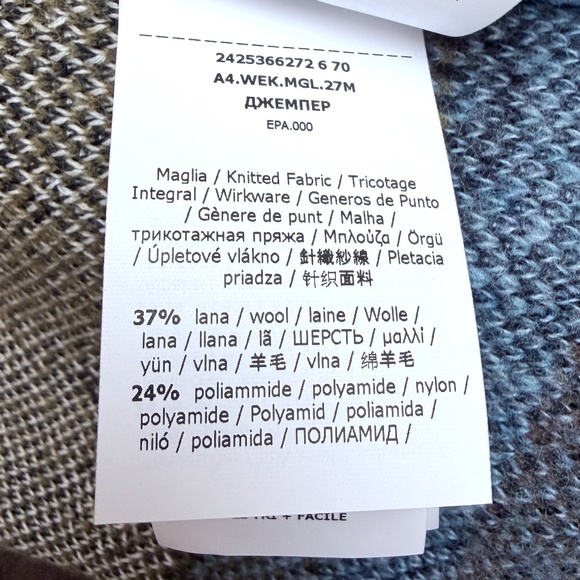 2425366272 6 70
A4.WEK.MGL.27M
ДЖЕМПЕР
EPA.000
Maglia / Knitted Fabric / Tricotage
Integral / Wirkware / Generos de Punto
/ Gènere de punt / Malha /
трикотажная пряжа / Μπλούζα / Örgü
/ Úpletové vlákno / 針織紗線 / Pletacia
priadza / 针织面料
37% lana / wool / laine / Wolle /
lana / llana / lã / ШЕРСТЬ / μαλλί /
yün / vlna / 羊毛 / vlna / 绵羊毛
24% poliammide / polyamide / nylon /
polyamide / Polyamid / poliamida /
niló / poliamida / ПОЛИАМИД /
+ FACILE